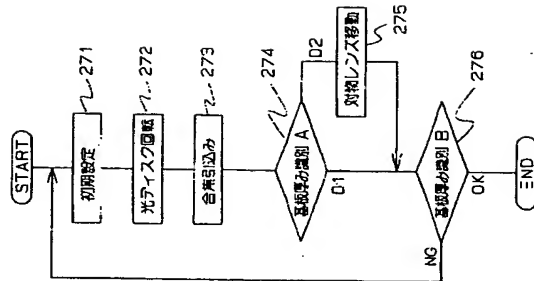 START
初期設定
271
光ディスク回転
272
合焦引込み
273
基板厚み識別 A
274
D2
対物レンズ移動
275
D1
基板厚み識別 B
276
NG
OK
END